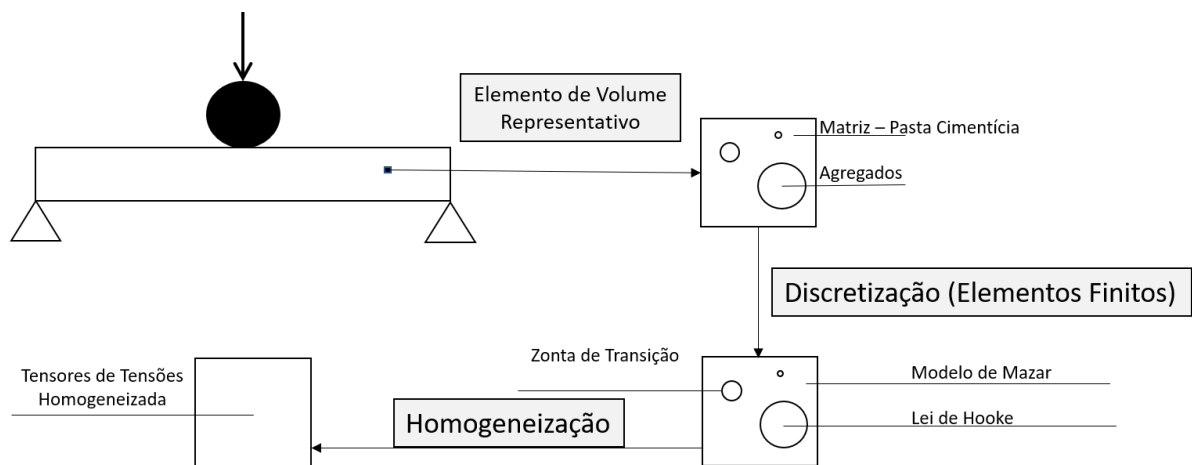 Elemento de Volume
Representativo
Matriz – Pasta Cimentícia
Agregados
Discretização (Elementos Finitos)
Zonta de Transição
Modelo de Mazar
Lei de Hooke
Tensores de Tensões
Homogeneizada
Homogeneização